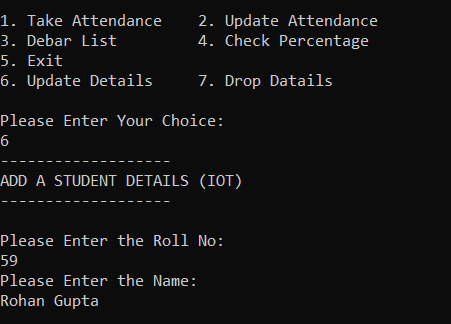 1. Take Attendance    2. Update Attendance
3. Debar List         4. Check Percentage
5. Exit
6. Update Details     7. Drop Datails
Please Enter Your Choice:
6
-------------------
ADD A STUDENT DETAILS (IOT)
-------------------
Please Enter the Roll No:
59
Please Enter the Name:
Rohan Gupta